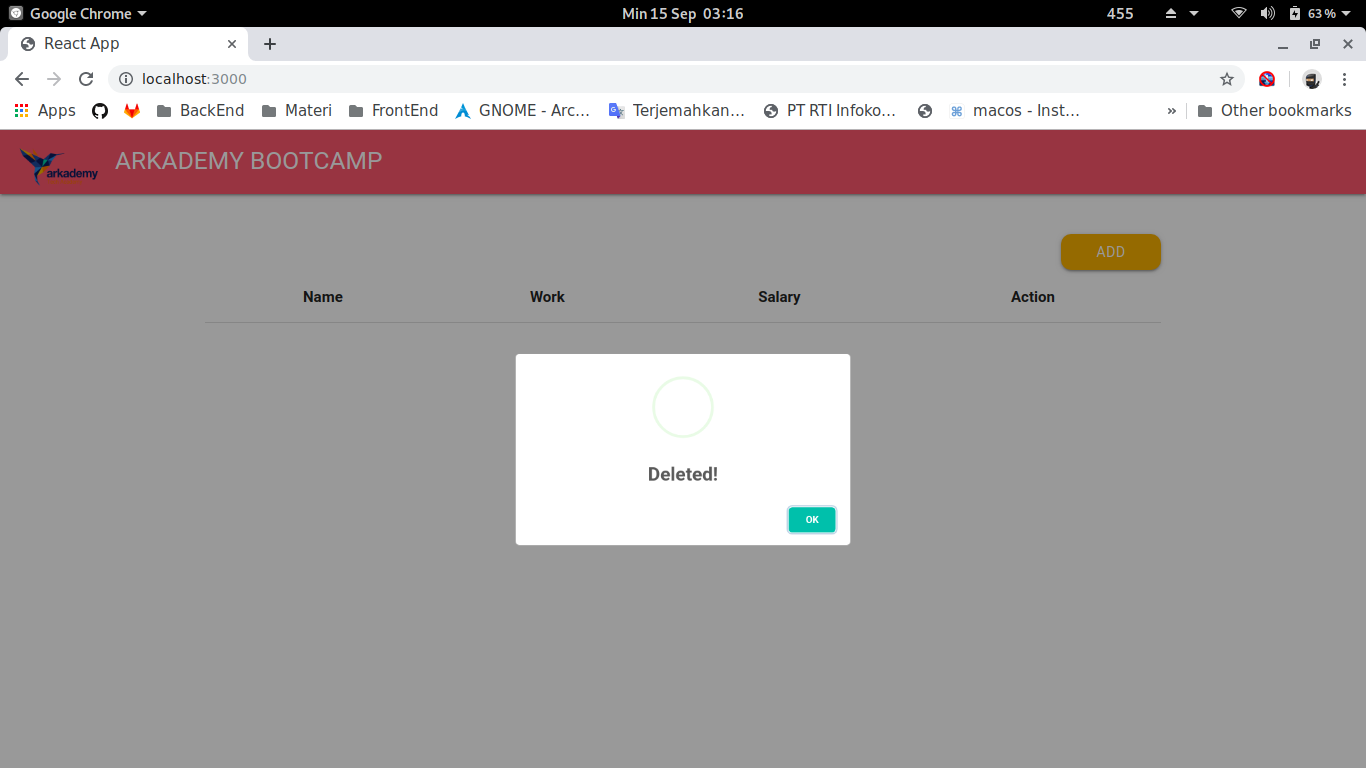 Google Chrome Min 15 Sep 03:16 455 63 %
React App
localhost:3000
Apps BackEnd Materi FrontEnd GNOME - Arc... Terjemahkan... PT RTI Infoko... macos - Inst... » Other bookmarks
arkademy ARKADEMY BOOTCAMP
ADD
Name Work Salary Action
Deleted!
OK